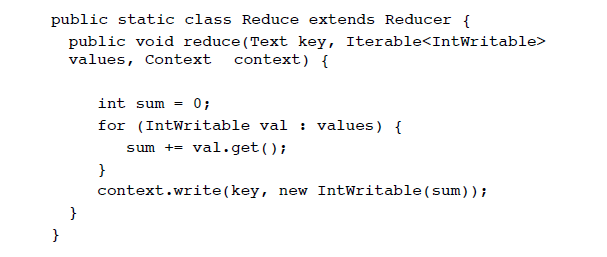 public static class Reduce extends Reducer {
public void reduce(Text key, Iterable<IntWritable>
values, Context context) {
int sum = 0;
for (IntWritable val : values) {
sum += val.get();
}
context.write(key, new IntWritable(sum));
}
}